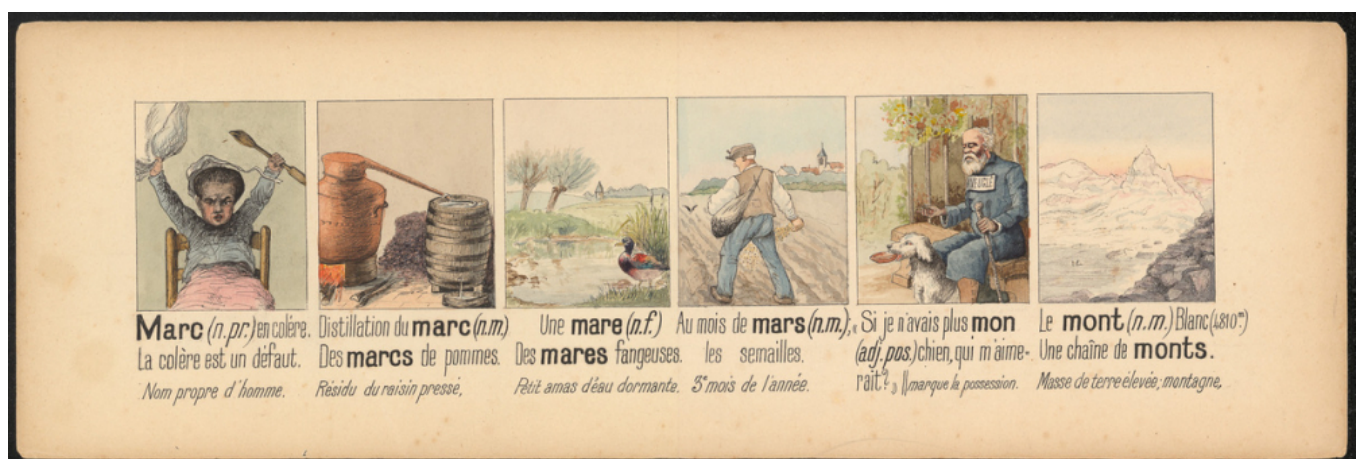 Marc (n.pr.) en colère.
La colère est un défaut.
Nom propre d'homme.
Distillation du marc (n.m.)
Des marcs de pommes.
Résidu du raisin pressé,
Une mare (n.f.)
Des mares fangeuses.
Petit amas d'eau dormante.
Au mois de mars (n.m.);
les semailles.
3e mois de l'année.
AVEUGLE
« Si je n'avais plus mon
(adj. pos.) chien, qui m'aime-
rait? » || marque la possession.
Le mont (n.m.) Blanc (4810m)
Une chaîne de monts.
Masse de terre élevée; montagne.